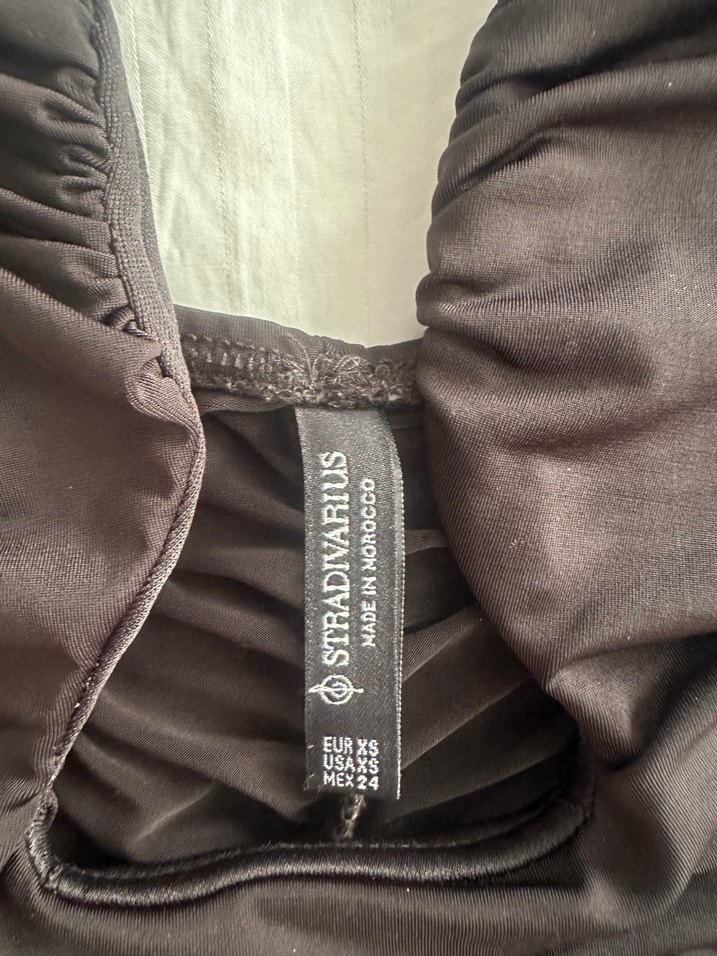 STRADIVARIUS
MADE IN MOROCCO
EUR XS
USA XS
MEX 24